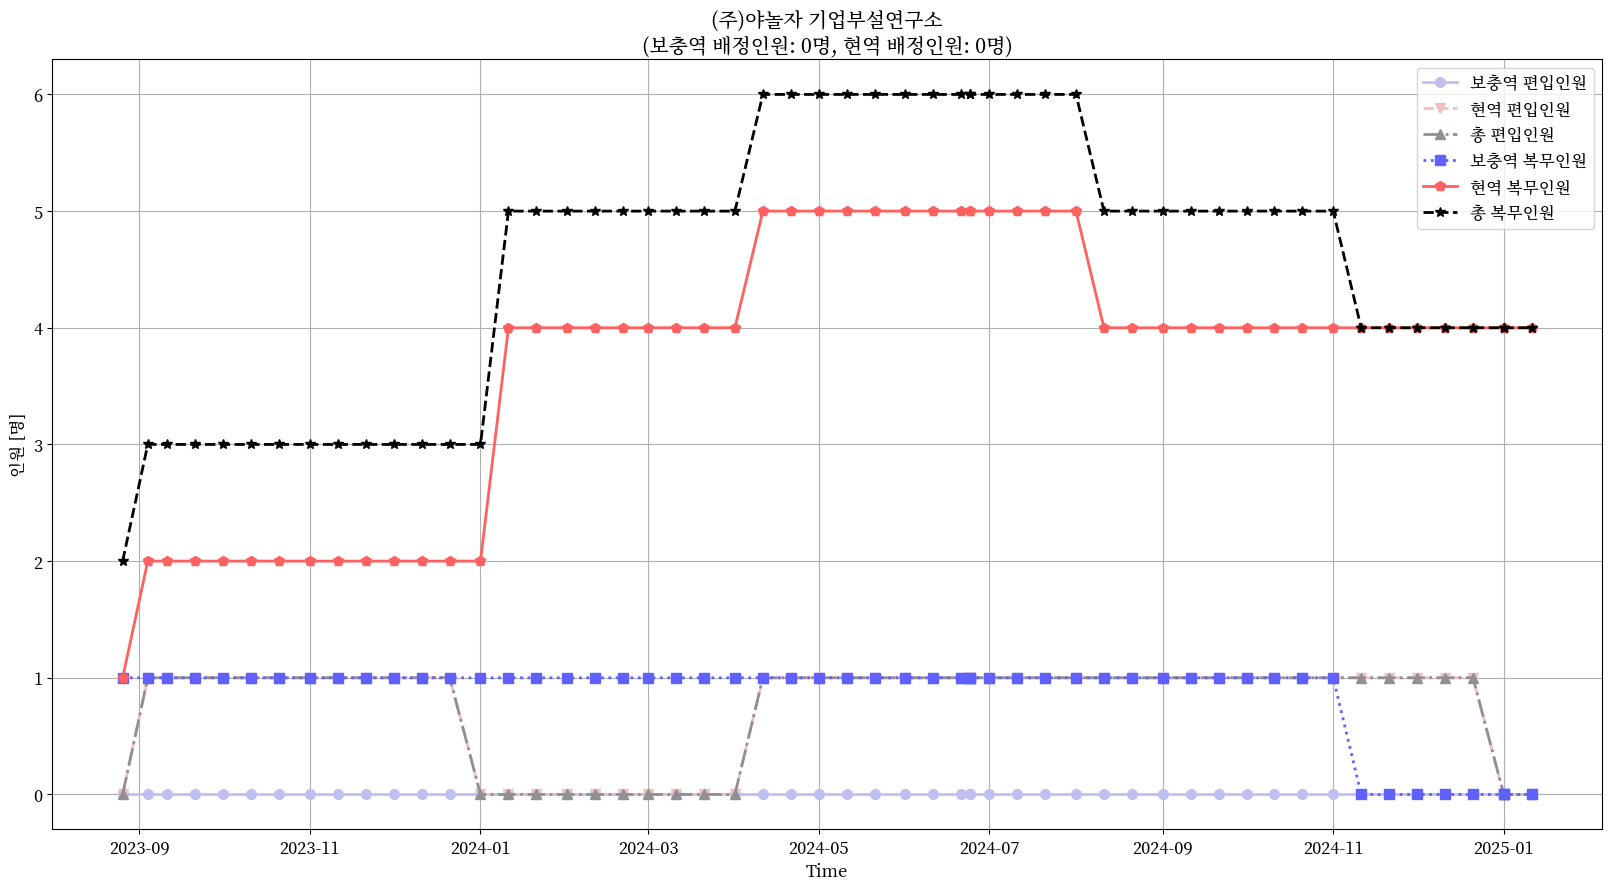 (주)야놀자 기업부설연구소
(보충역 배정인원: 0명, 현역 배정인원: 0명)
보충역 편입인원
현역 편입인원
총 편입인원
보충역 복무인원
현역 복무인원
총 복무인원
인원 [명]
6
5
4
3
2
1
0
2023-09
2023-11
2024-01
2024-03
2024-05
2024-07
2024-09
2024-11
2025-01
Time